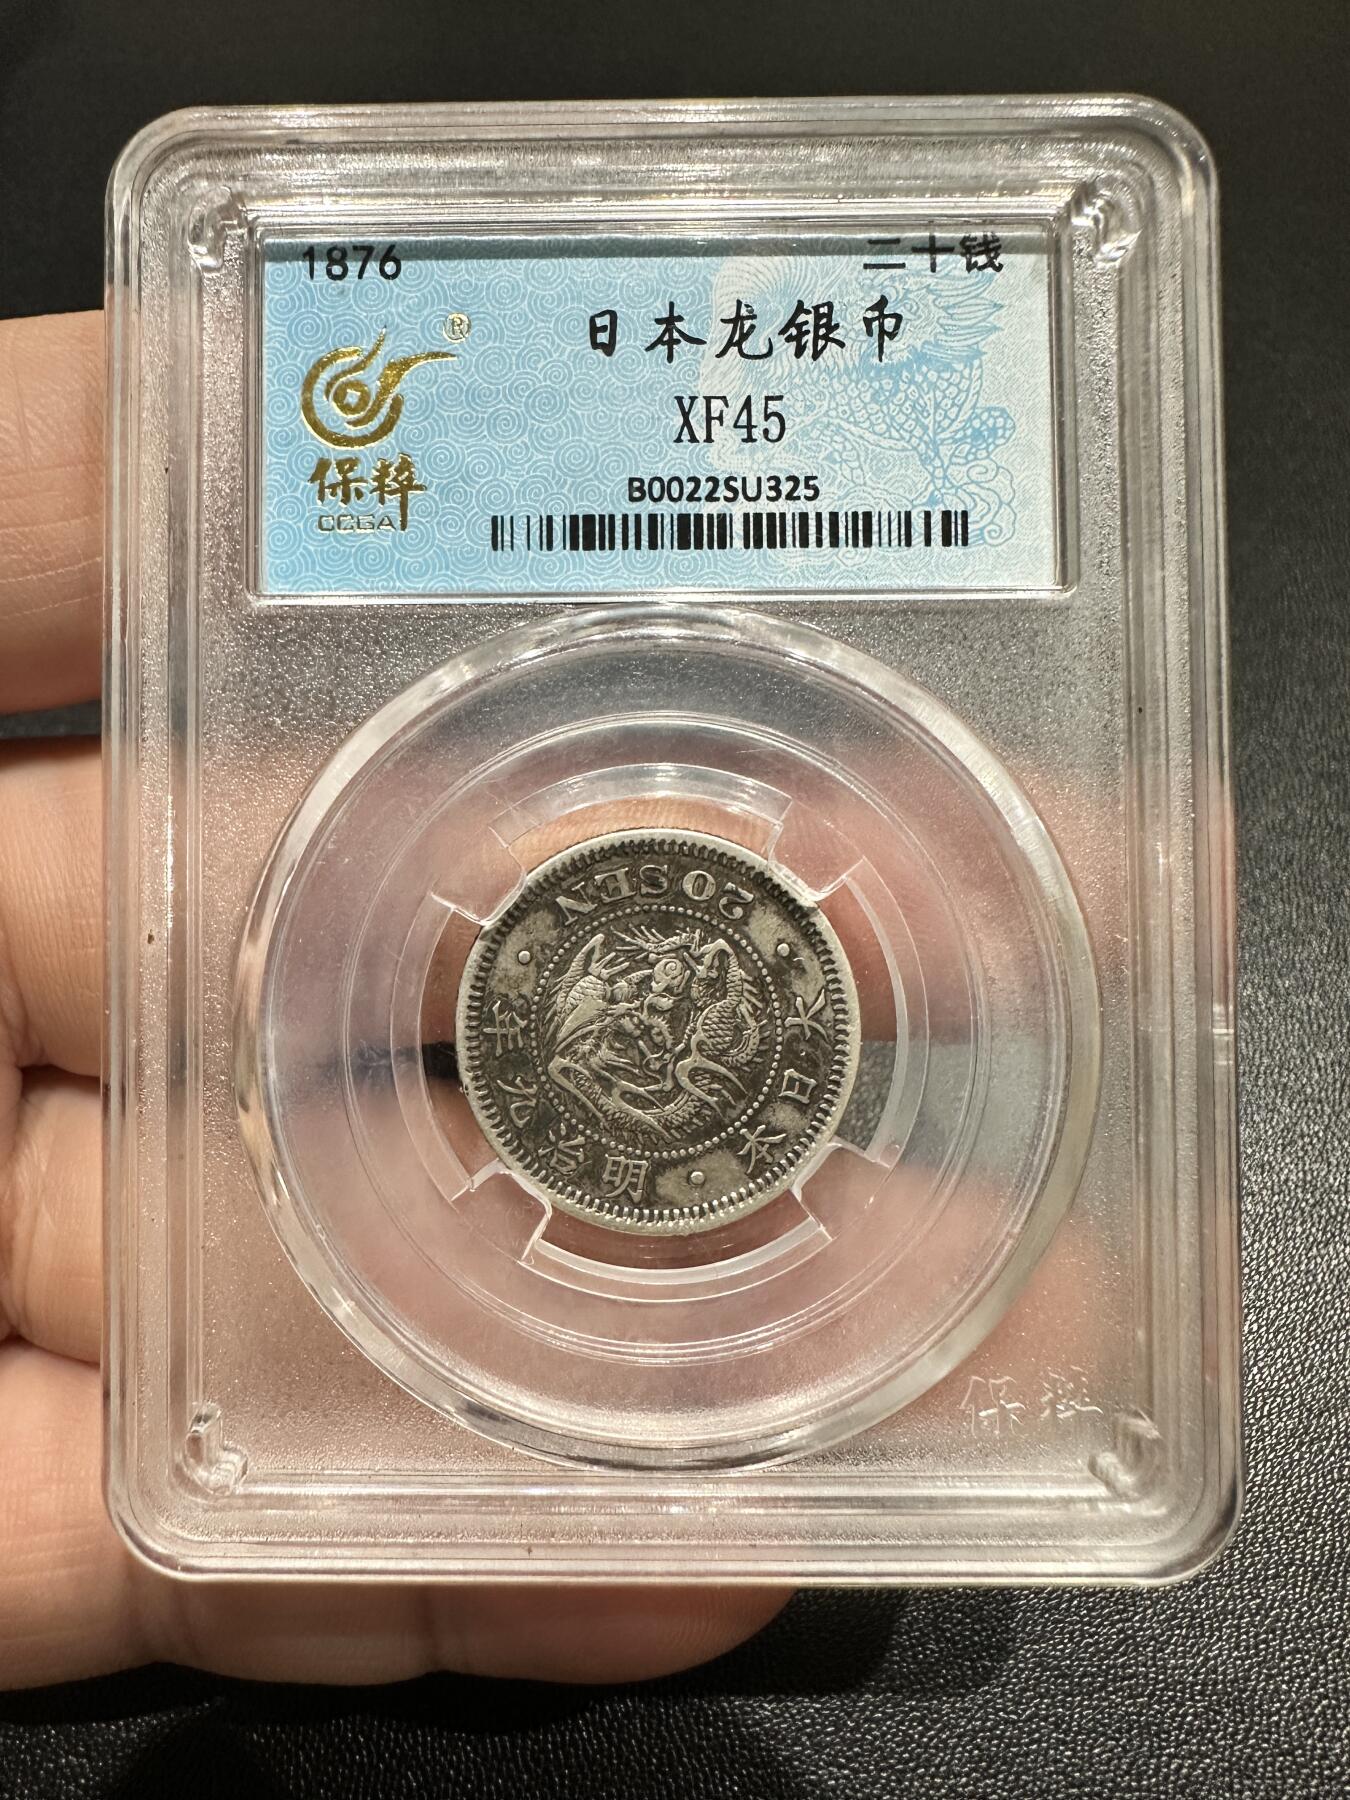 1876
二十钱
®
日本龙银币
XF45
保粹
CCGA
B0022SU325
大日本 · 明治九年 · 20 SEN ·
保粹